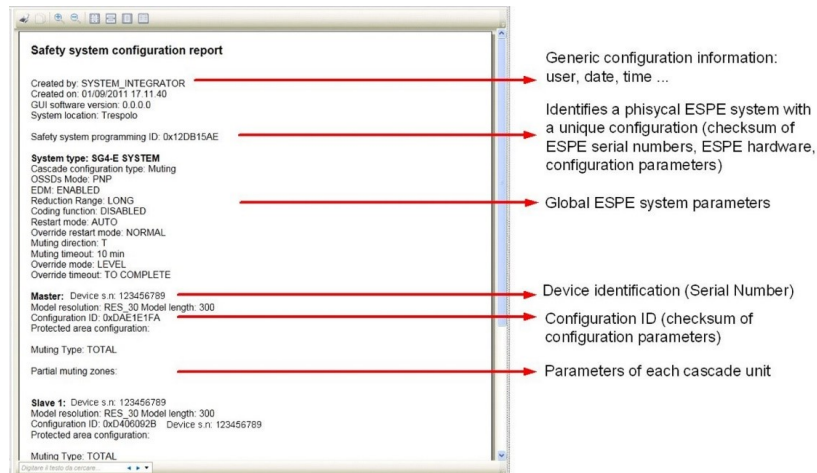 Safety system configuration report
Created by: SYSTEM_INTEGRATOR
Created on: 01/09/2011 17.11.40
GUI software version: 0.0.0.0
System location: Trespolo
Safety system programming ID: 0x12DB15AE
System type: SG4-E SYSTEM
Cascade configuration type: Muting
OSSDs Mode: PNP
EDM: ENABLED
Reduction Range: LONG
Coding function: DISABLED
Restart mode: AUTO
Override restart mode: NORMAL
Muting direction: T
Muting timeout: 10 min
Override mode: LEVEL
Override timeout: TO COMPLETE
Master: Device s.n: 123456789
Model resolution: RES_30 Model length: 300
Configuration ID: 0xDAE1E1FA
Protected area configuration:
Muting Type: TOTAL
Partial muting zones:
Slave 1: Device s.n: 123456789
Model resolution: RES_30 Model length: 300
Configuration ID: 0xD406092B Device s.n: 123456789
Protected area configuration:
Muting Type: TOTAL
Digitare il testo da cercare...
Generic configuration information:
user, date, time ...
Identifies a phisycal ESPE system with
a unique configuration (checksum of
ESPE serial numbers, ESPE hardware,
configuration parameters)
Global ESPE system parameters
Device identification (Serial Number)
Configuration ID (checksum of
configuration parameters)
Parameters of each cascade unit